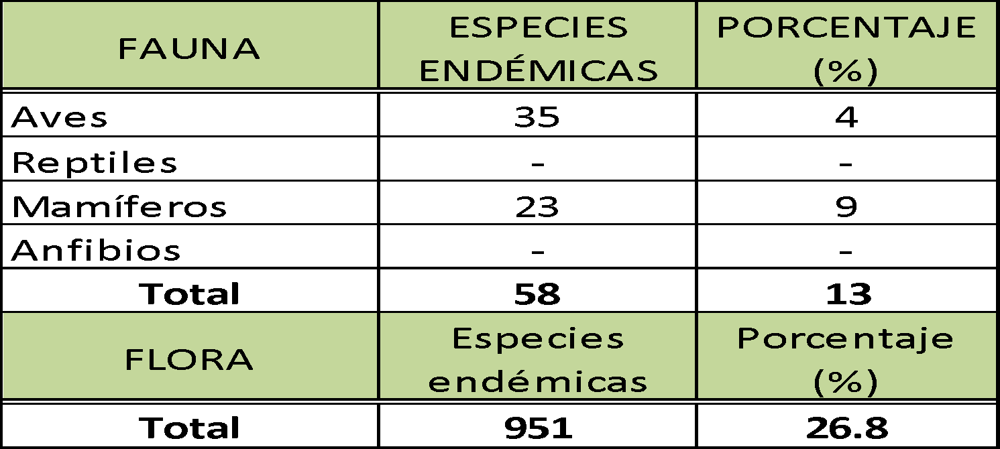 FAUNA ESPECIES ENDÉMICAS PORCENTAJE (%)
Aves 35 4
Reptiles - -
Mamíferos 23 9
Anfibios - -
Total 58 13
FLORA Especies endémicas Porcentaje (%)
Total 951 26.8